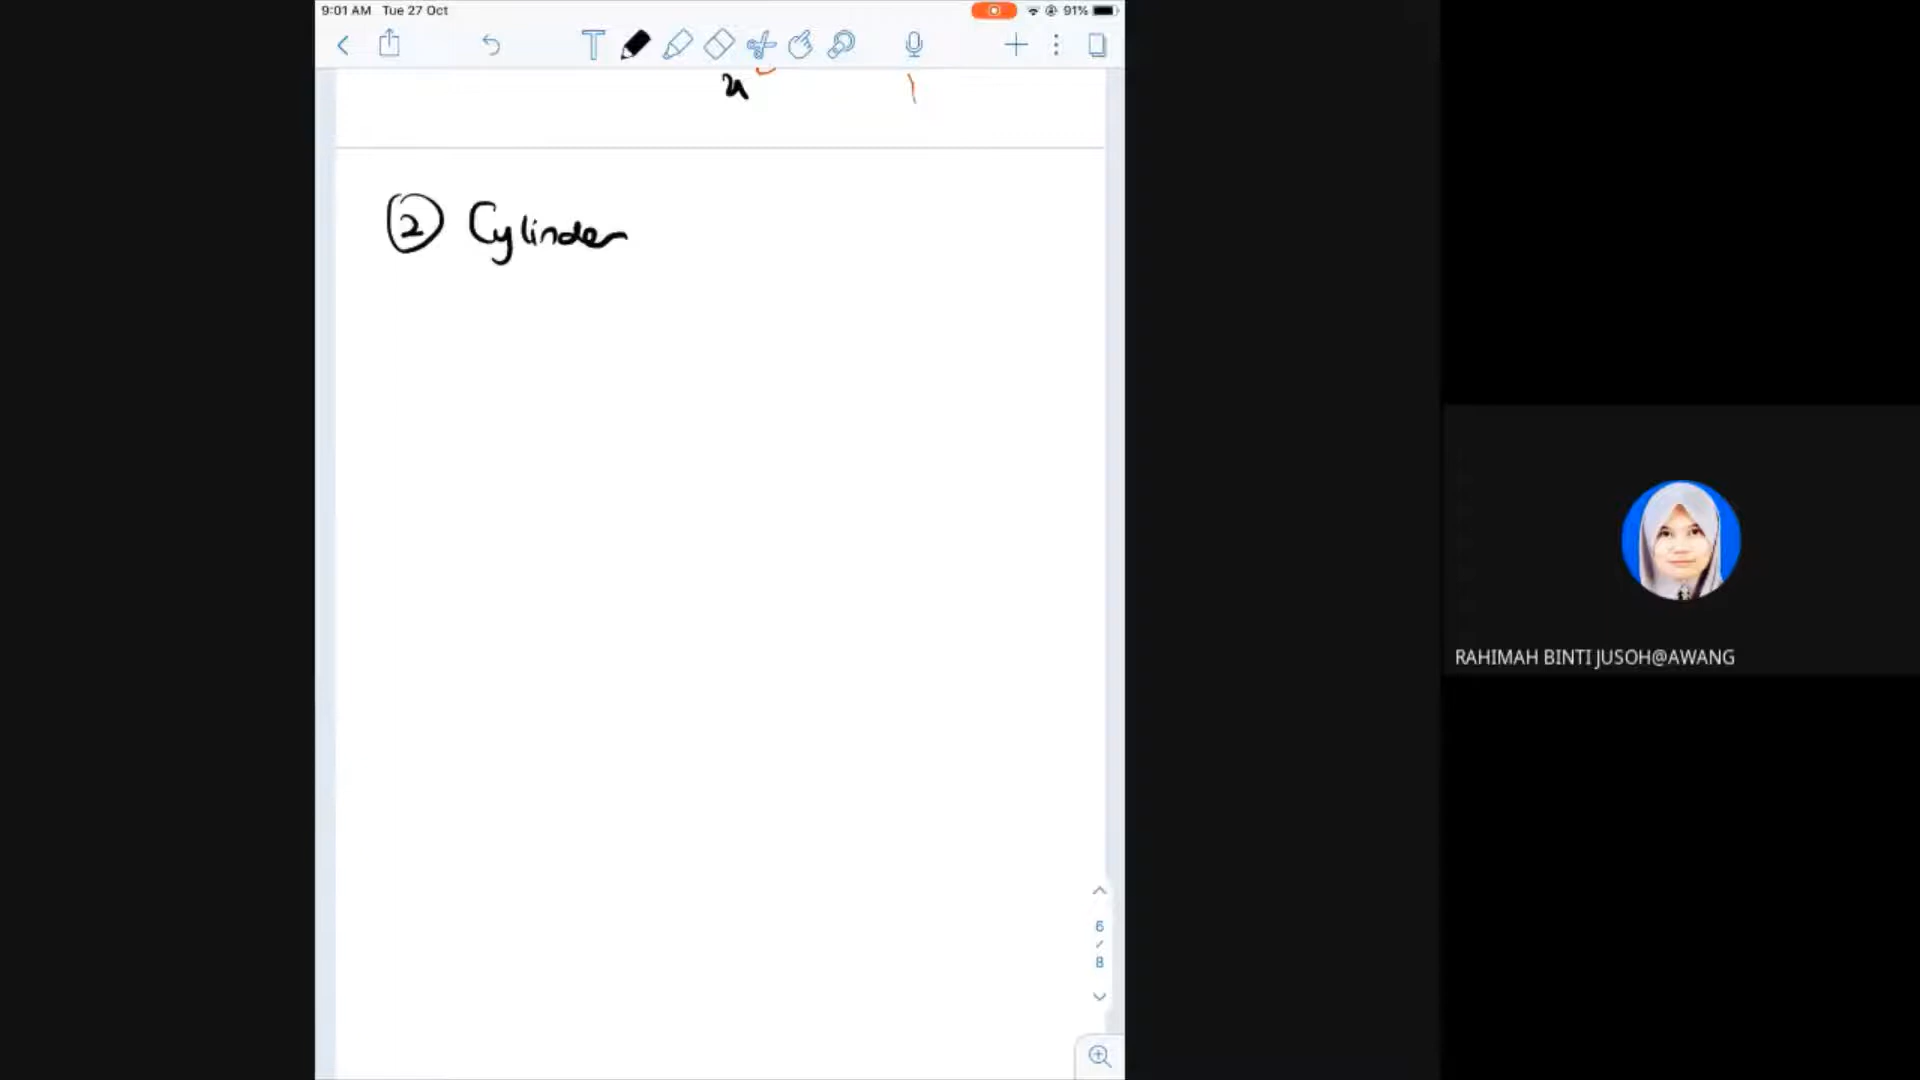 9:01 AM Tue 27 Oct 91%
T
x
② Cylinder
6
/
8
RAHIMAH BINTI JUSOH@AWANG